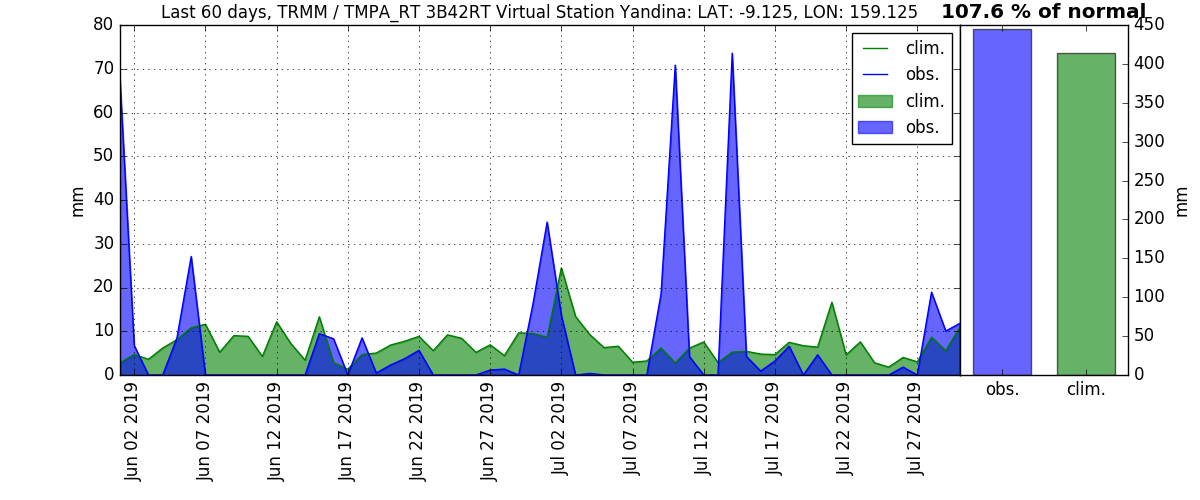 Last 60 days, TRMM / TMPA_RT 3B42RT Virtual Station Yandina: LAT: -9.125, LON: 159.125
107.6 % of normal
80
70
60
50
40
30
20
10
0
mm
clim.
obs.
clim.
obs.
450
400
350
300
250
200
150
100
50
0
mm
Jun 02 2019
Jun 07 2019
Jun 12 2019
Jun 17 2019
Jun 22 2019
Jun 27 2019
Jul 02 2019
Jul 07 2019
Jul 12 2019
Jul 17 2019
Jul 22 2019
Jul 27 2019
obs.
clim.